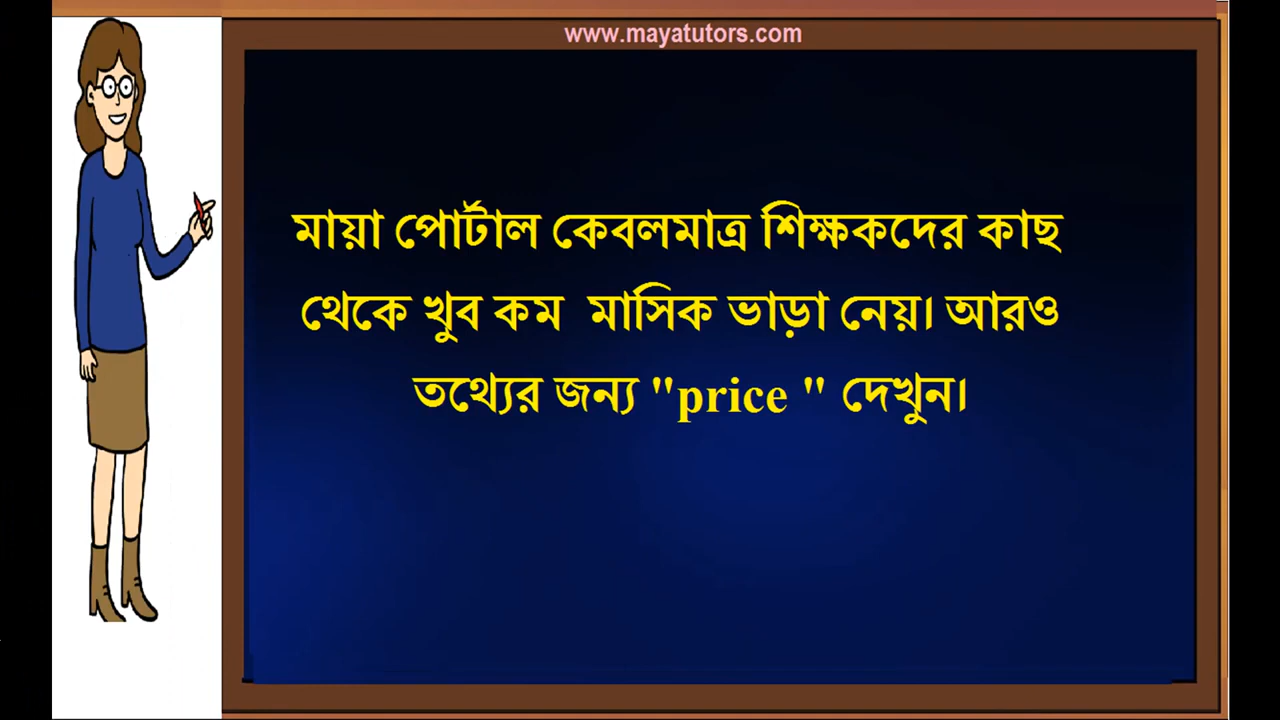 www.mayatutors.com
মায়া পোর্টাল কেবলমাত্র শিক্ষকদের কাছ
থেকে খুব কম মাসিক ভাড়া নেয়। আরও
তথ্যের জন্য "price " দেখুন।